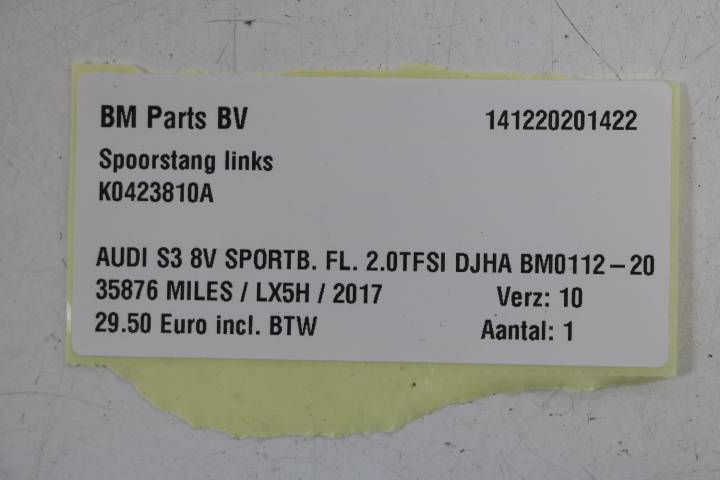 BM Parts BV 141220201422
Spoorstang links
K0423810A
AUDI S3 8V SPORTB. FL. 2.0TFSI DJHA BM0112-20
35876 MILES / LX5H / 2017 Verz: 10
29.50 Euro incl. BTW Aantal: 1